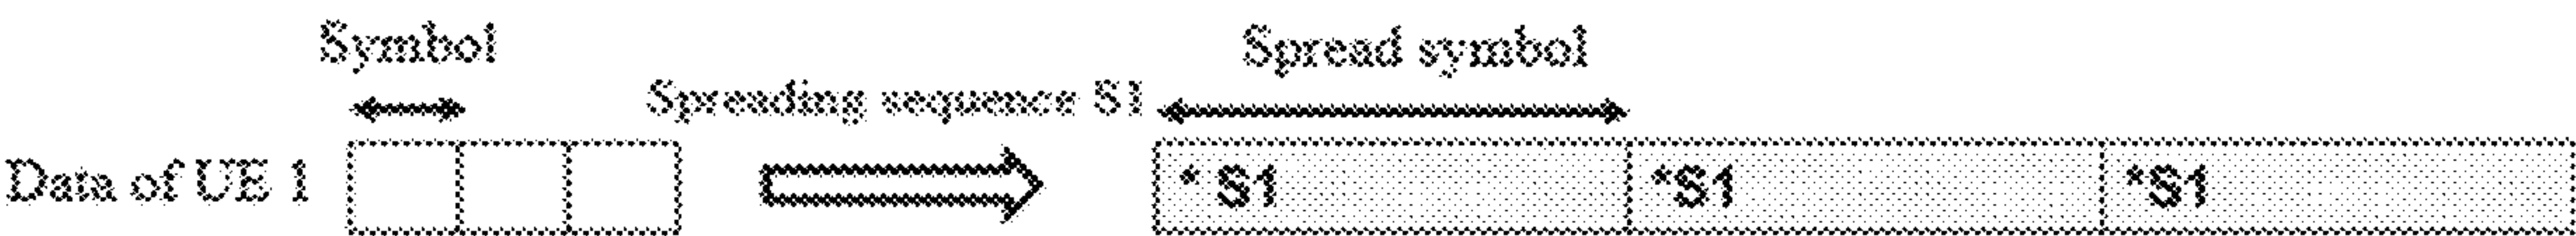 Symbol
Spread symbol
Spreading sequence S1
Data of UE 1
* S1
*S1
*S1